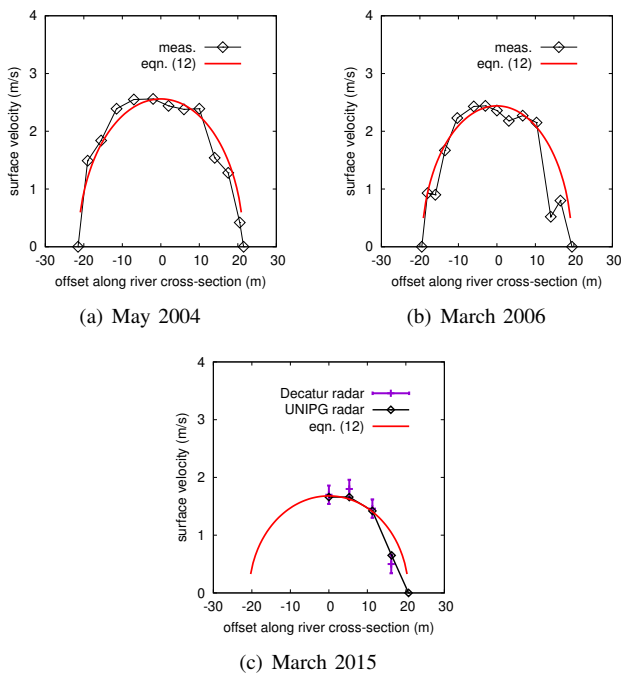 meas.
eqn. (12)
surface velocity (m/s)
0
1
2
3
4
-30 -20 -10 0 10 20 30
offset along river cross-section (m)
(a) May 2004
meas.
eqn. (12)
surface velocity (m/s)
0
1
2
3
4
-30 -20 -10 0 10 20 30
offset along river cross-section (m)
(b) March 2006
Decatur radar
UNIPG radar
eqn. (12)
surface velocity (m/s)
0
1
2
3
4
-30 -20 -10 0 10 20 30
offset along river cross-section (m)
(c) March 2015